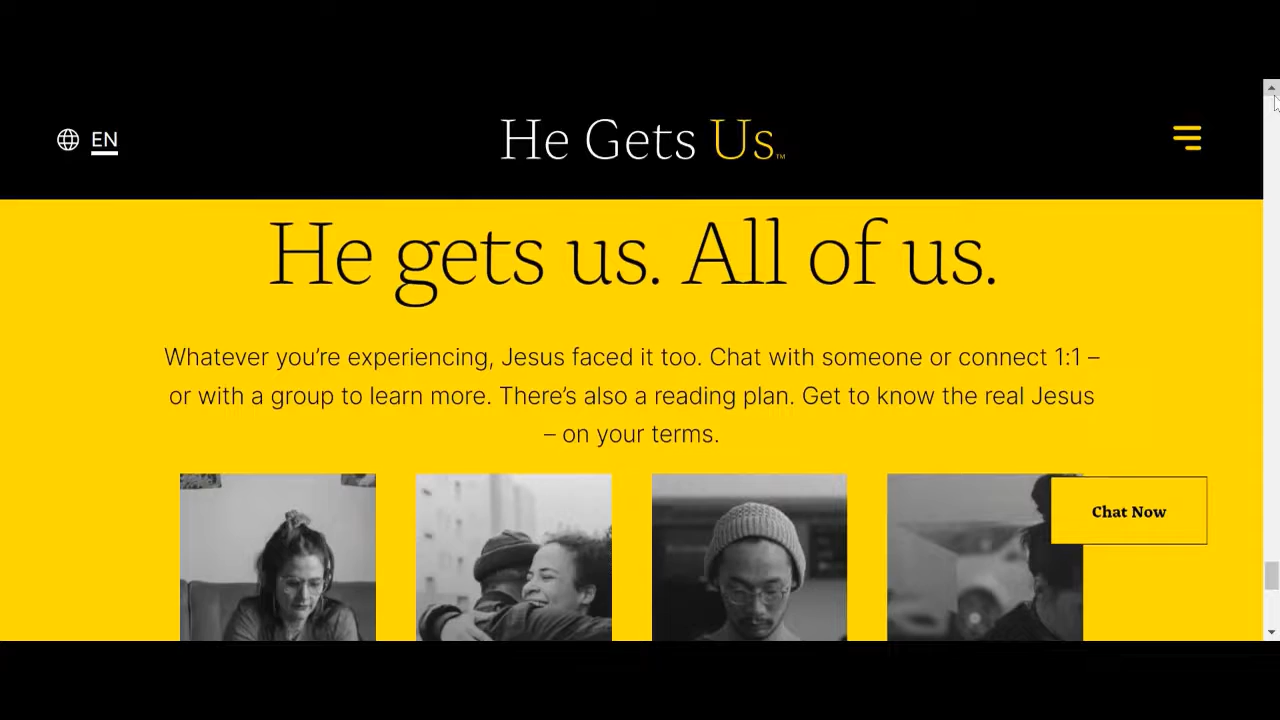 EN
He Gets Us™
He gets us. All of us.
Whatever you’re experiencing, Jesus faced it too. Chat with someone or connect 1:1 –
or with a group to learn more. There’s also a reading plan. Get to know the real Jesus
– on your terms.
Chat Now